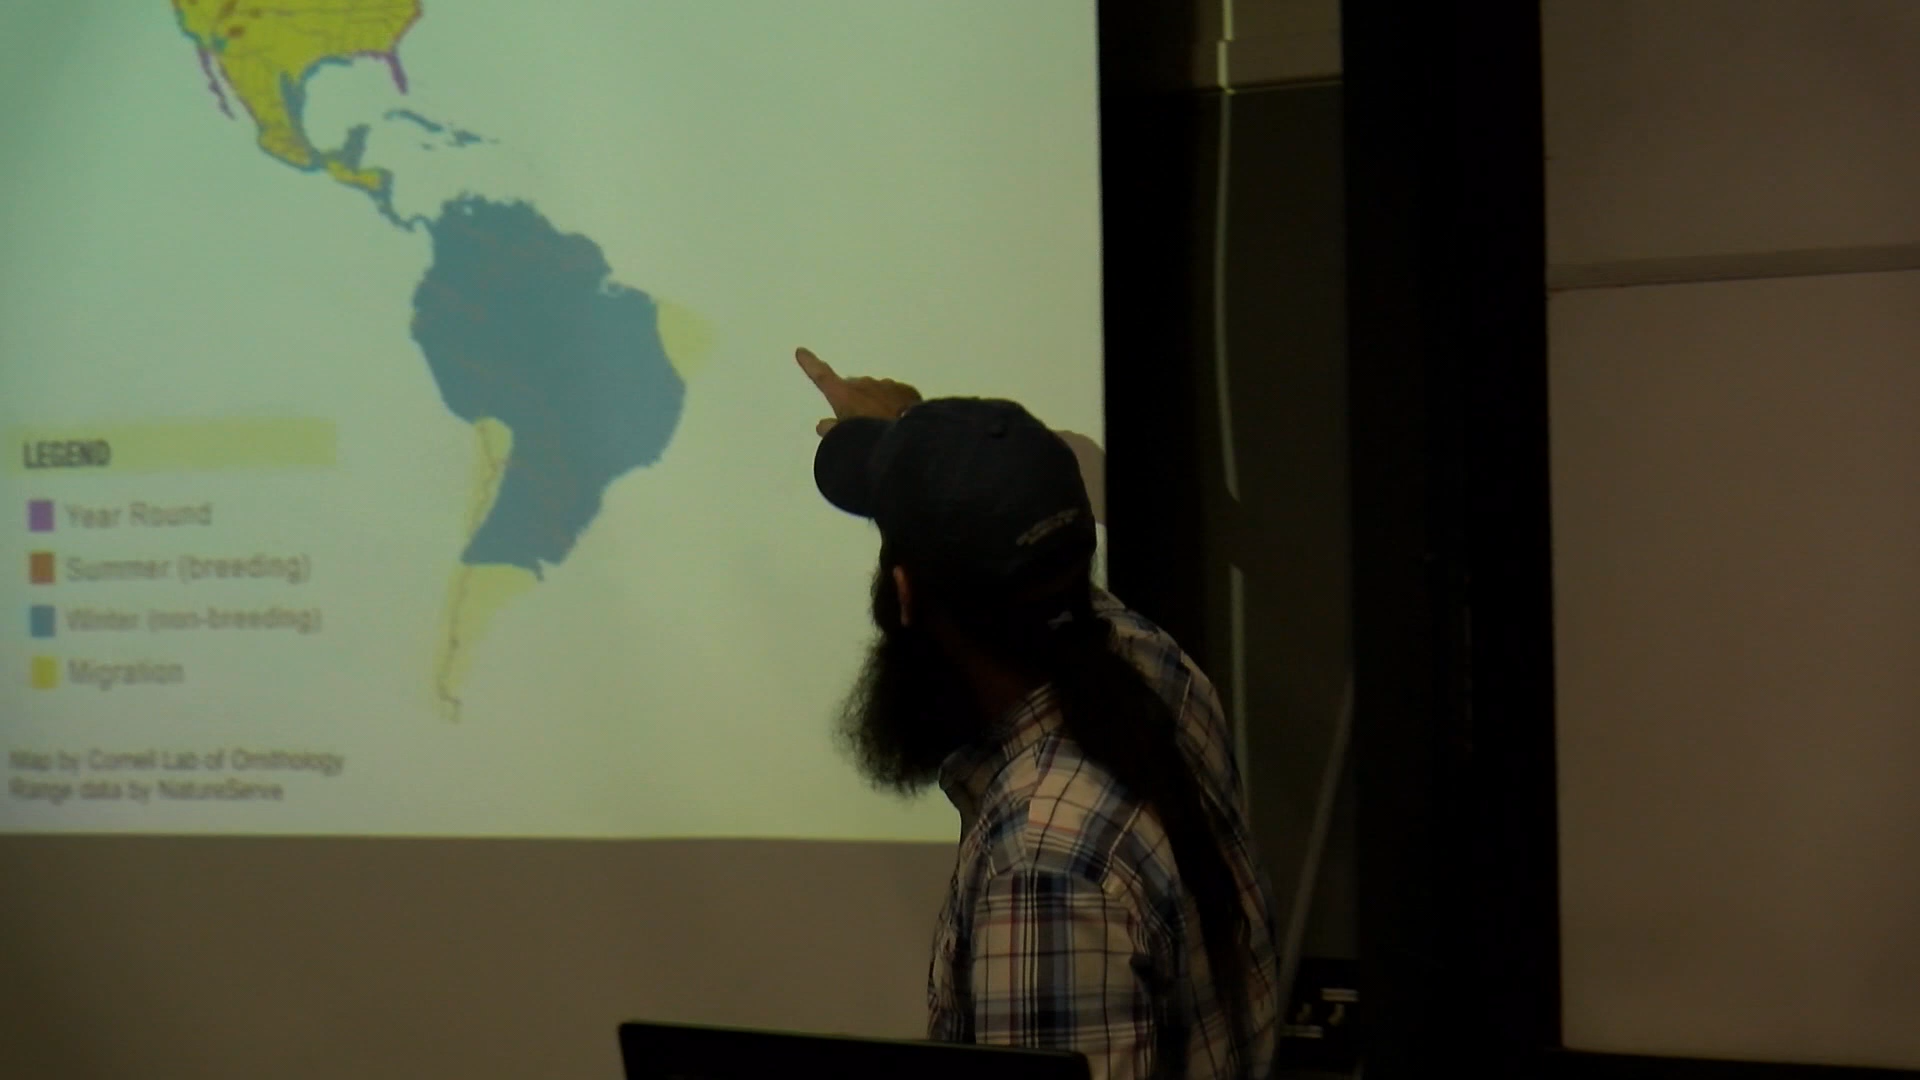 LEGEND
Year Round
Summer (breeding)
Winter (non-breeding)
Migration
Map by Cornell Lab of Ornithology
Range data by NatureServe